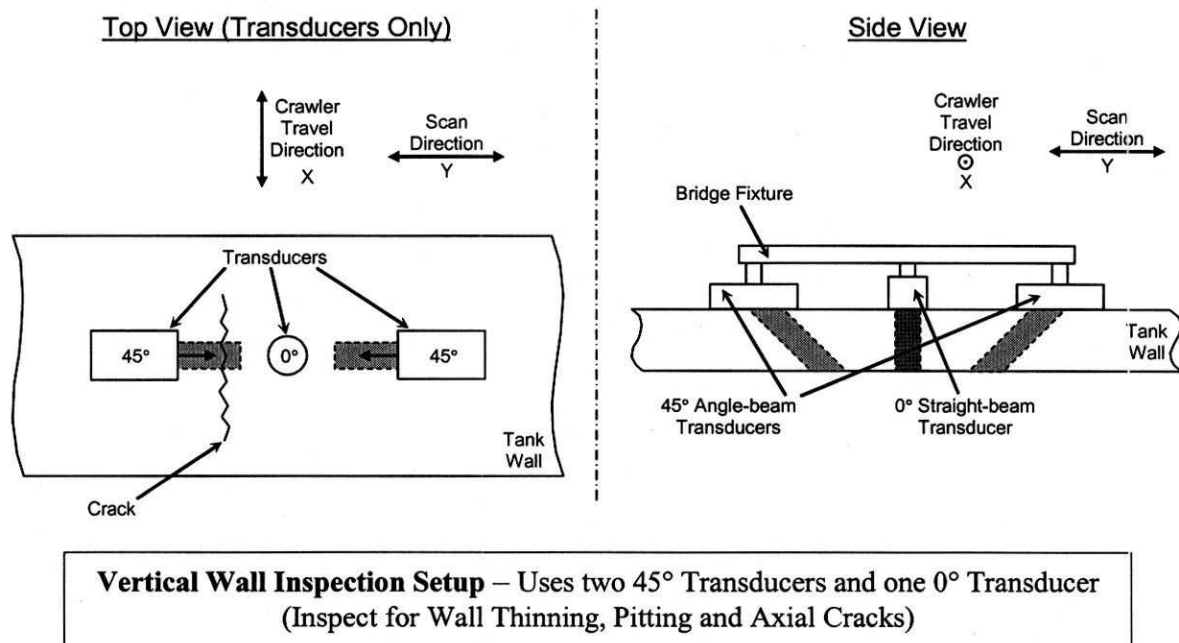 Top View (Transducers Only)
Crawler
Travel
Direction
X
Scan
Direction
Y
Transducers
45°
0°
45°
Tank
Wall
Crack
Side View
Crawler
Travel
Direction
X
Scan
Direction
Y
Bridge Fixture
Tank
Wall
45° Angle-beam
Transducers
0° Straight-beam
Transducer
Vertical Wall Inspection Setup – Uses two 45° Transducers and one 0° Transducer
(Inspect for Wall Thinning, Pitting and Axial Cracks)